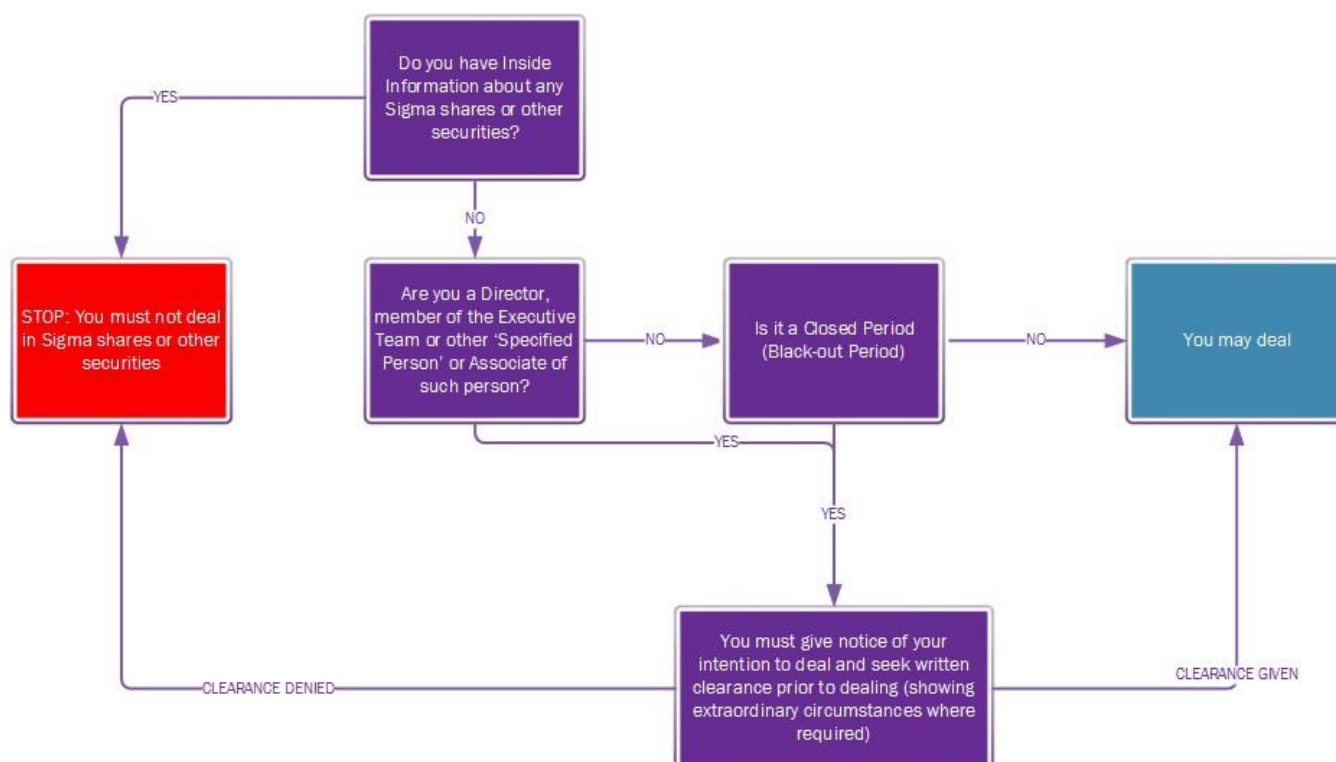 Do you have Inside
Information about any
Sigma shares or other
securities?
YES
NO
STOP: You must not deal
in Sigma shares or other
securities
Are you a Director,
member of the Executive
Team or other ‘Specified
Person’ or Associate of
such person?
NO
Is it a Closed Period
(Black-out Period)
NO
You may deal
YES
YES
You must give notice of your
intention to deal and seek written
clearance prior to dealing (showing
extraordinary circumstances where
required)
CLEARANCE DENIED
CLEARANCE GIVEN